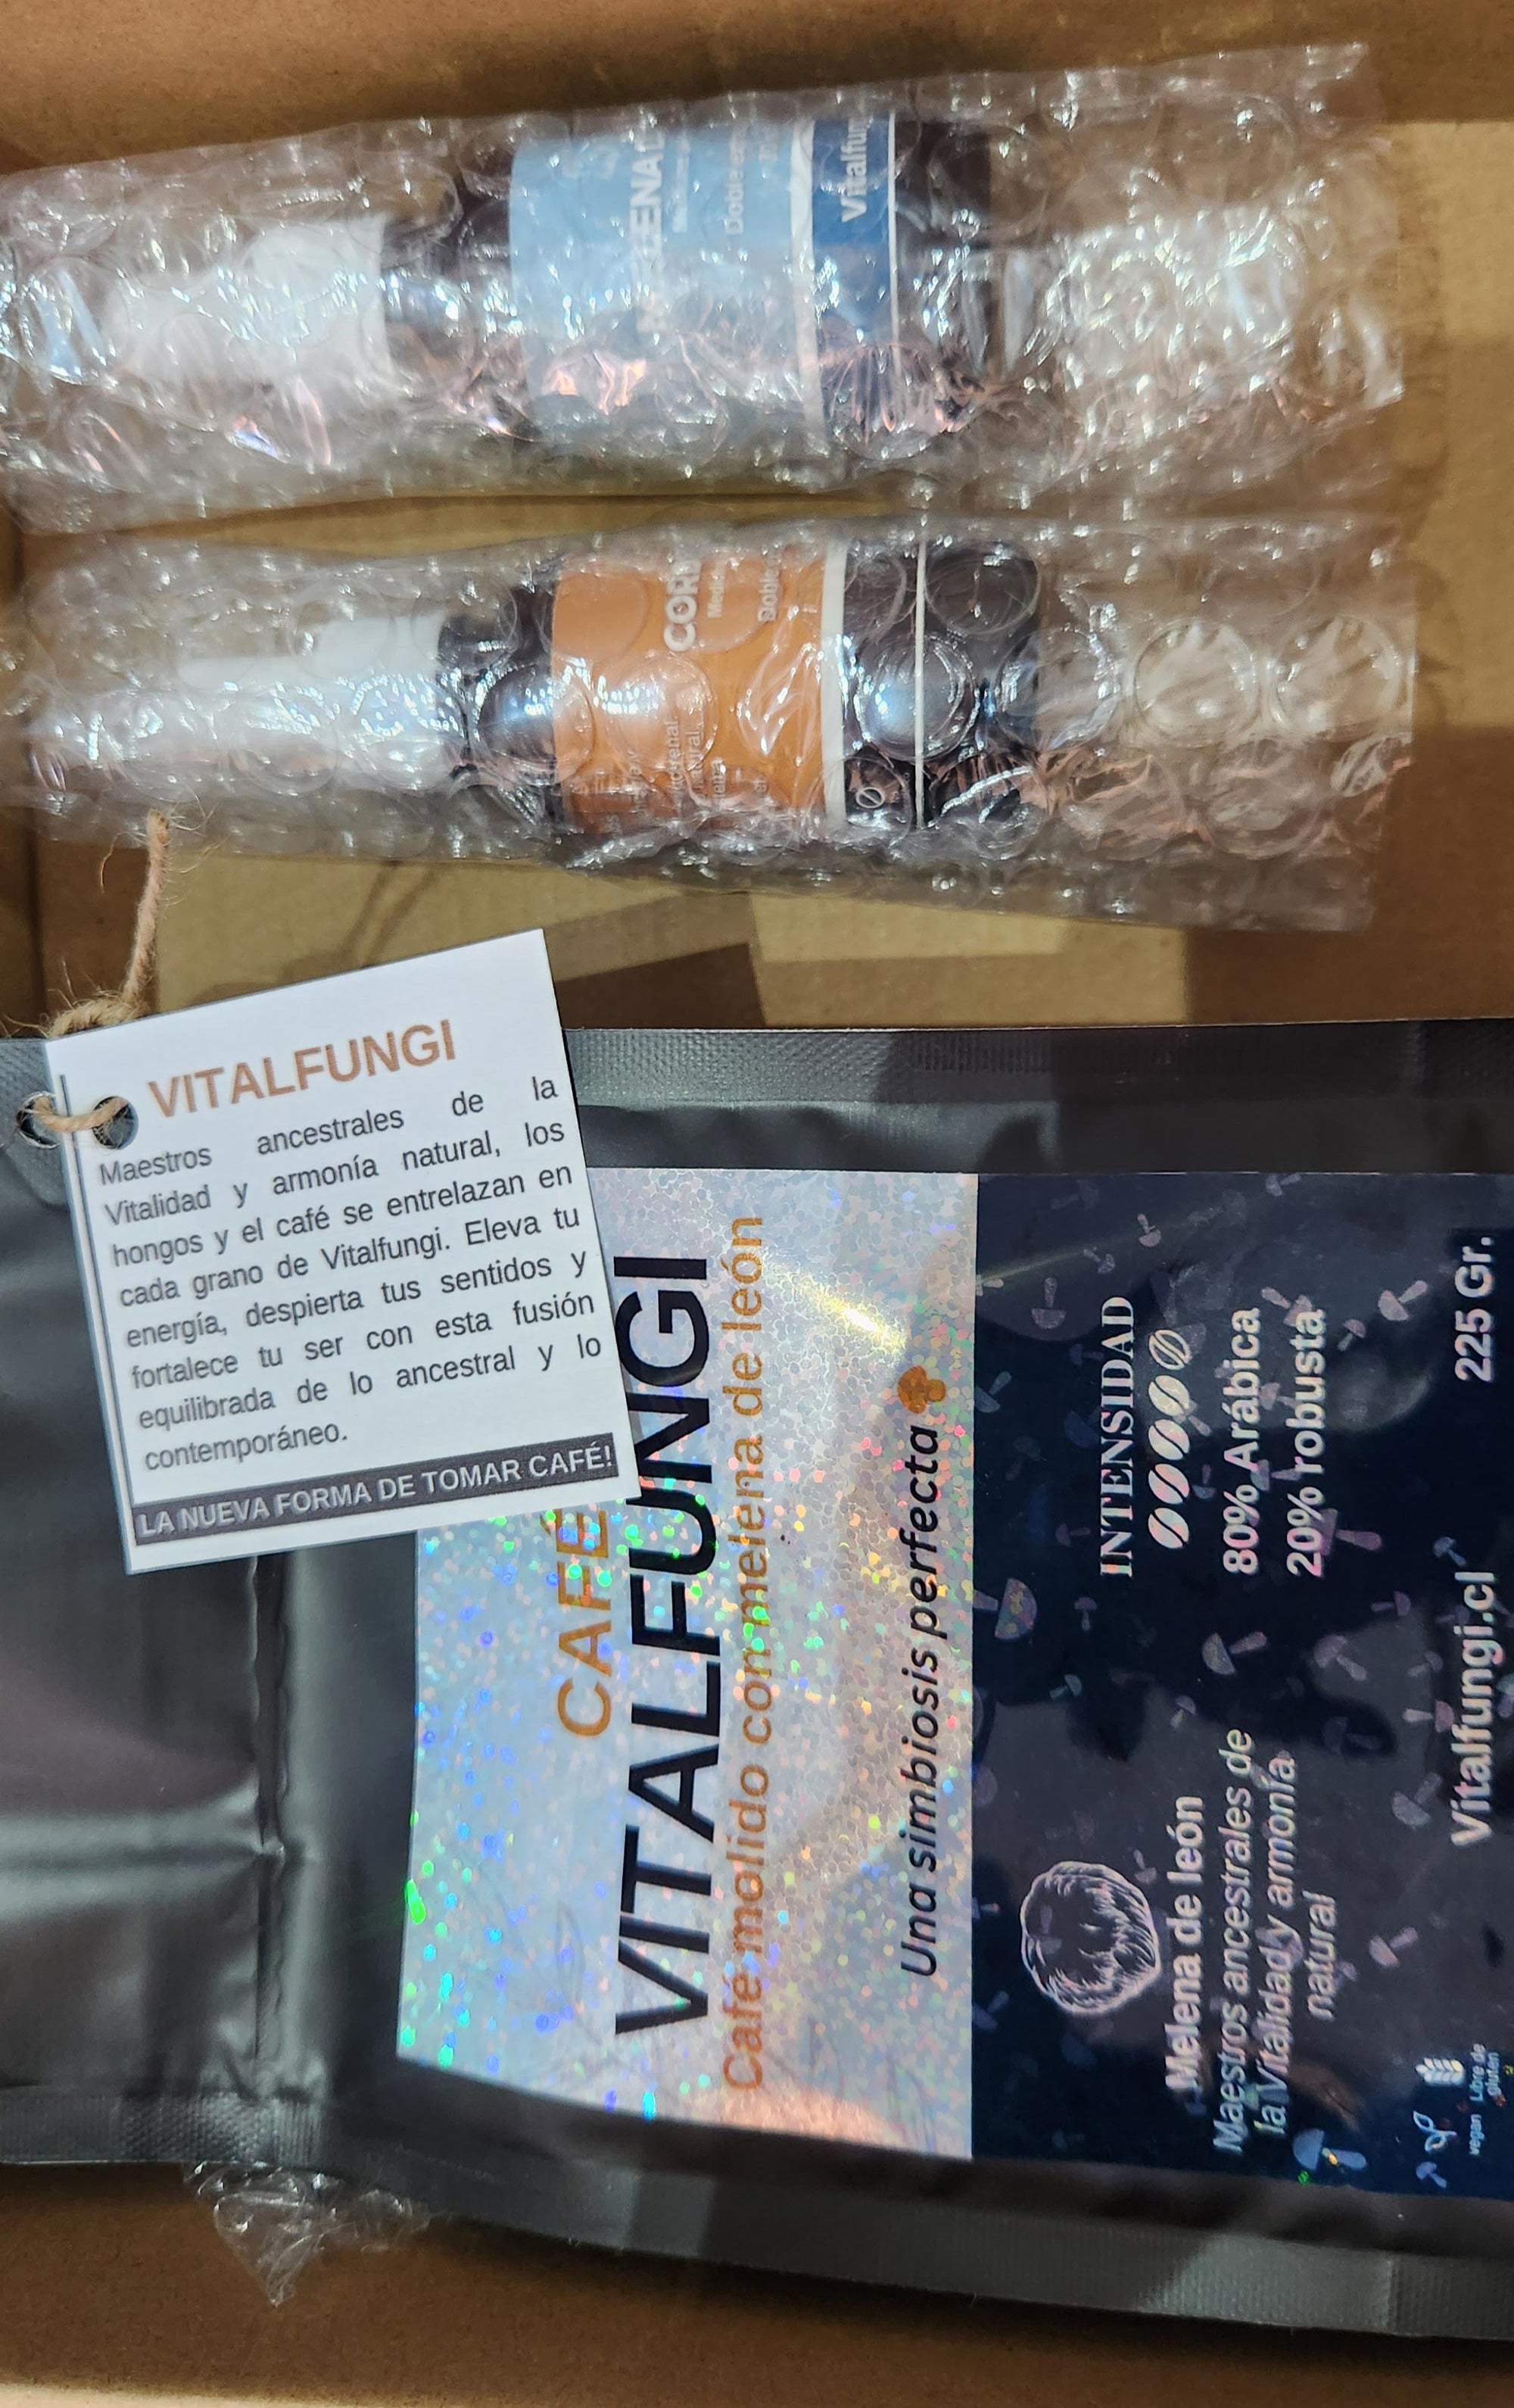 Vitalfungi
VITALFUNGI
Maestros ancestrales de la
Vitalidad y armonía natural, los
hongos y el café se entrelazan en
cada grano de Vitalfungi. Eleva tu
energía, despierta tus sentidos y
fortalece tu ser con esta fusión
equilibrada de lo ancestral y lo
contemporáneo.
LA NUEVA FORMA DE TOMAR CAFÉ!
CAFÉ
VITALFUNGI
Café molido con melena de león
Una simbiosis perfecta
Melena de león
Maestros ancestrales de
la Vitalidad y armonía
natural
INTENSIDAD
80% Arábica
20% robusta
vegan
Libre de
gluten
Vitalfungi.cl
225 Gr.